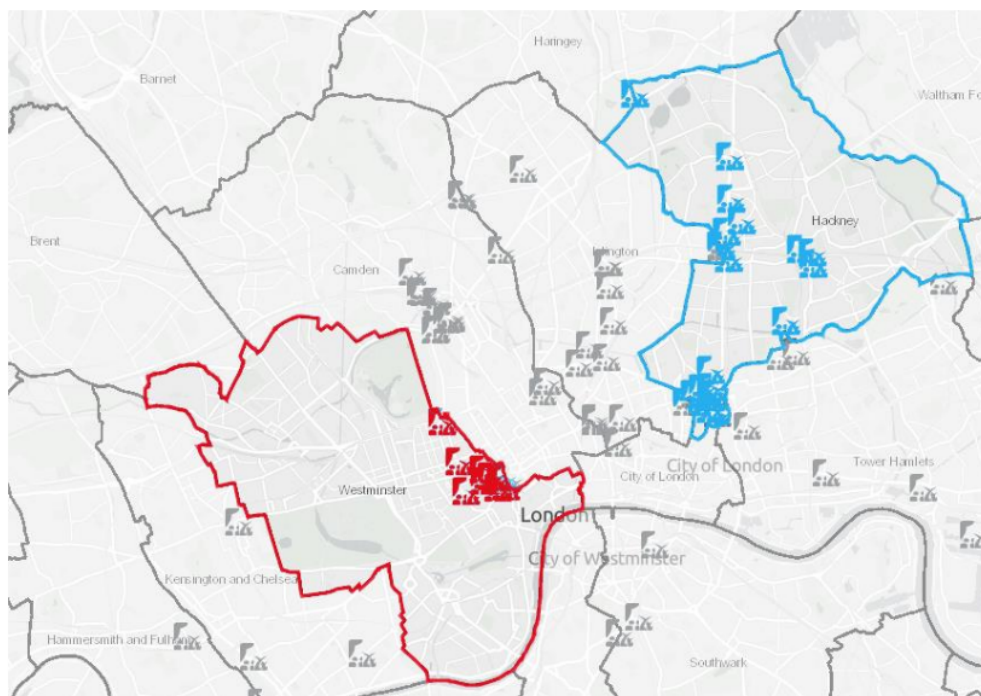 Haringey
Barnet
Waltham Fo
Hackney
Brent
Islington
Camden
City of London
Tower Hamlets
City of London
Westminster
London
City of Westminster
Kensington and Chelsea
Hammersmith and Fulham
Southwark